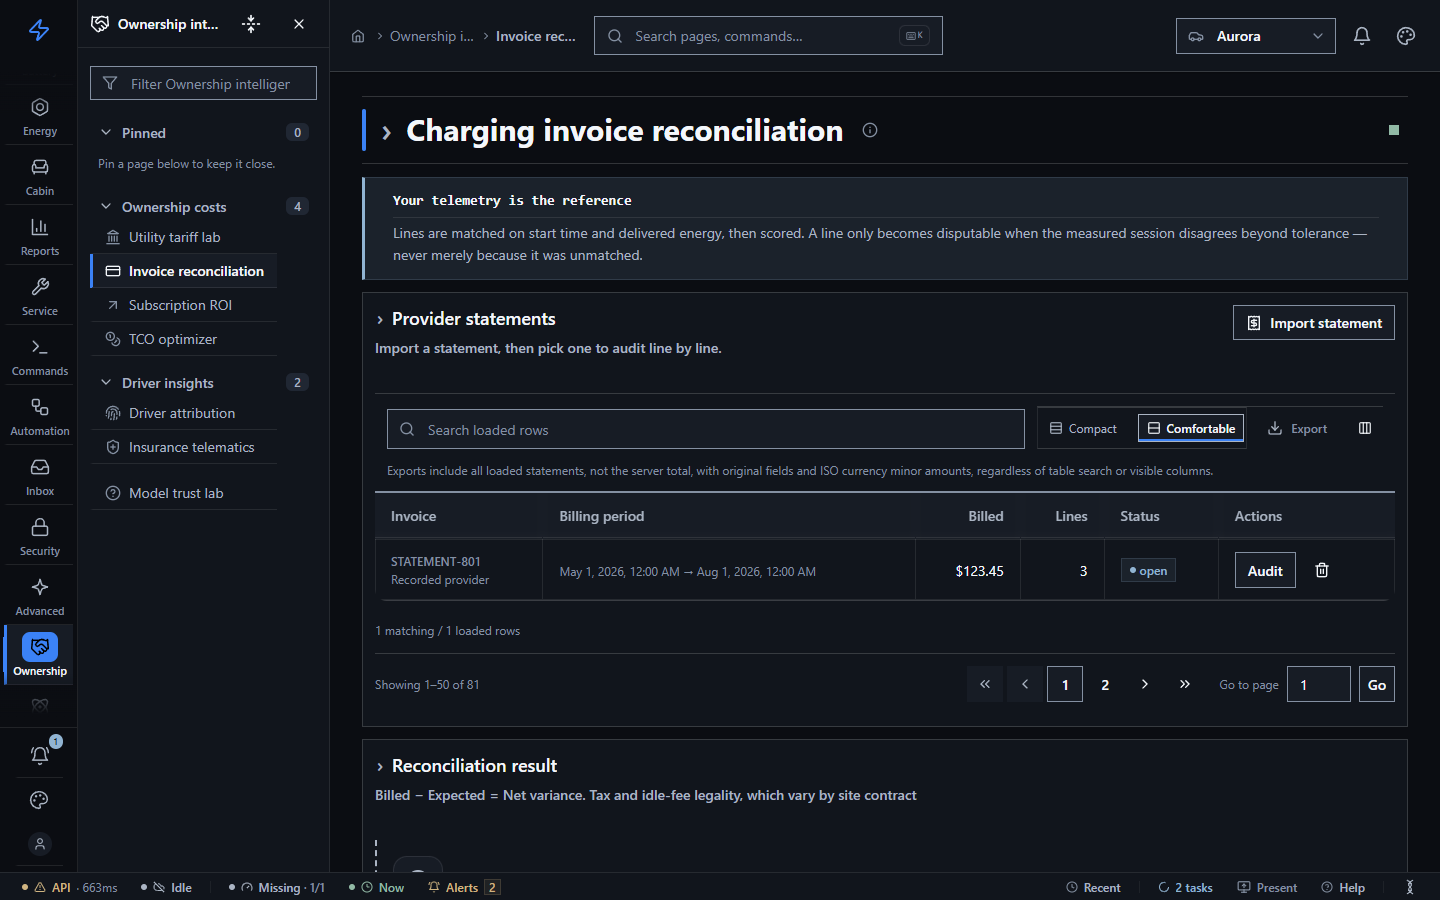 Ownership int...
Ownership i...
Invoice rec...
Search pages, commands...
K
Aurora
Energy
Cabin
Reports
Service
Commands
Automation
Inbox
Security
Advanced
Ownership
1
Filter Ownership intelliger
Pinned
0
Pin a page below to keep it close.
Ownership costs
4
Utility tariff lab
Invoice reconciliation
Subscription ROI
TCO optimizer
Driver insights
2
Driver attribution
Insurance telematics
Model trust lab
Charging invoice reconciliation
Your telemetry is the reference
Lines are matched on start time and delivered energy, then scored. A line only becomes disputable when the measured session disagrees beyond tolerance —
never merely because it was unmatched.
Provider statements
Import statement
Import a statement, then pick one to audit line by line.
Search loaded rows
Compact
Comfortable
Export
Exports include all loaded statements, not the server total, with original fields and ISO currency minor amounts, regardless of table search or visible columns.
Invoice Billing period Billed Lines Status Actions
STATEMENT-801
Recorded provider
May 1, 2026, 12:00 AM → Aug 1, 2026, 12:00 AM
$123.45
3
open
Audit
1 matching / 1 loaded rows
Showing 1–50 of 81
1
2
Go to page
1
Go
Reconciliation result
Billed − Expected = Net variance. Tax and idle-fee legality, which vary by site contract
API · 663ms
Idle
Missing · 1/1
Now
Alerts 2
Recent
2 tasks
Present
Help